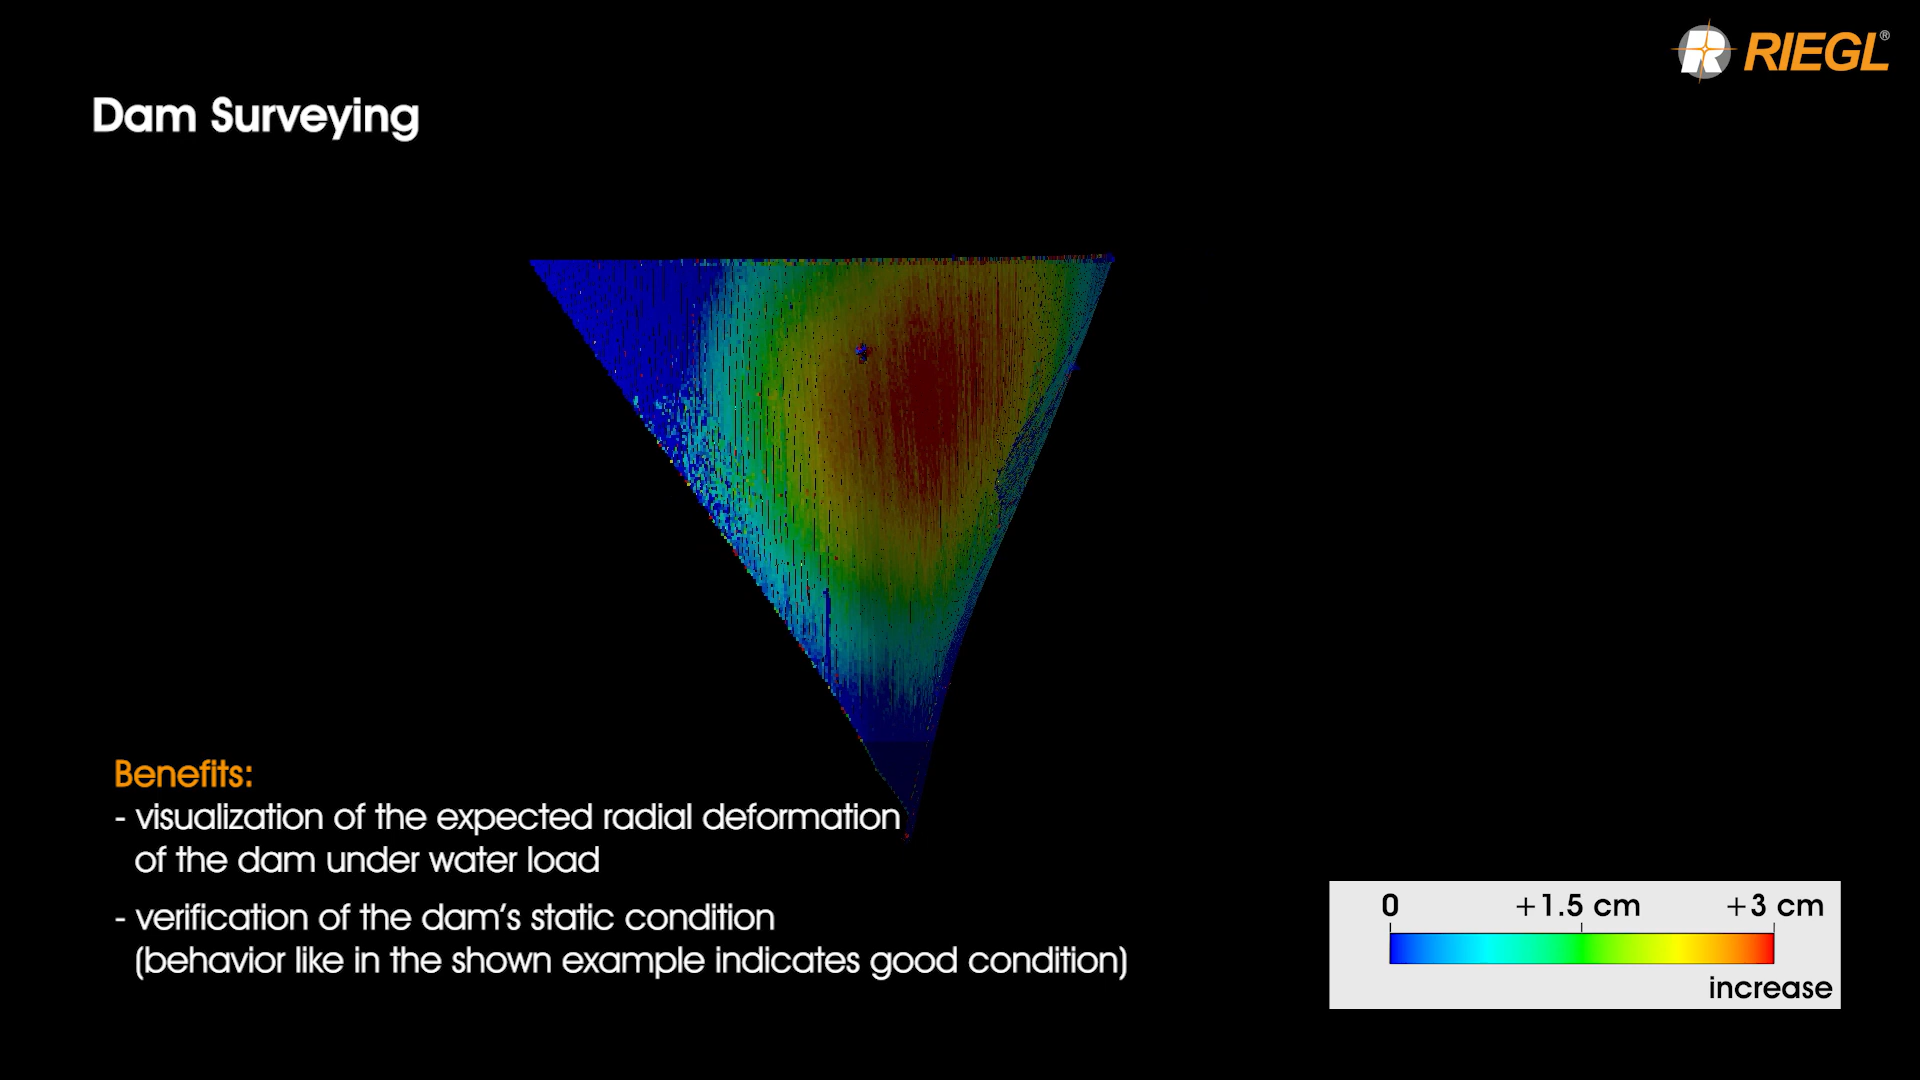 RIEGL®
Dam Surveying
Benefits:
- visualization of the expected radial deformation
of the dam under water load
- verification of the dam's static condition
(behavior like in the shown example indicates good condition)
0 +1.5 cm +3 cm
increase